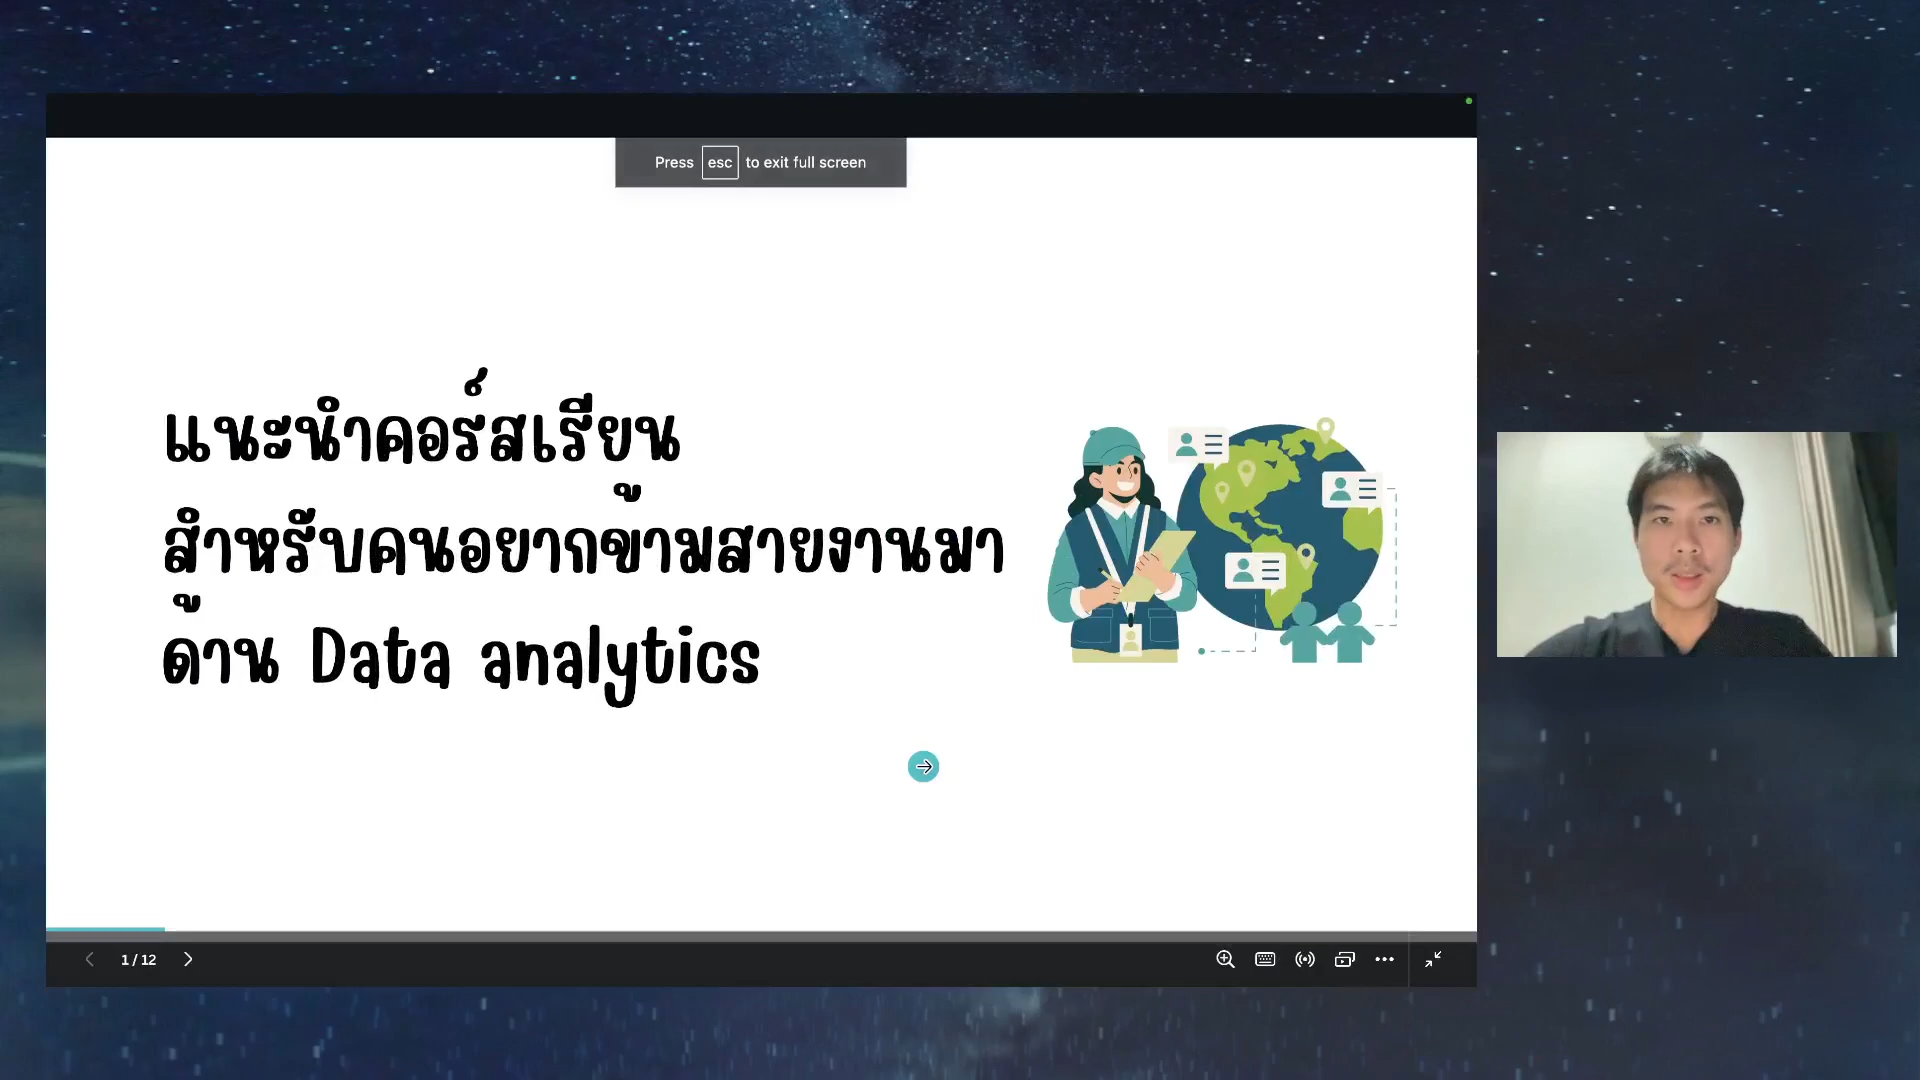 Press esc to exit full screen
แนะนำคอร์สเรียน
สำหรับคนอยากข้ามสายงานมา
ด้าน Data analytics
1 / 12